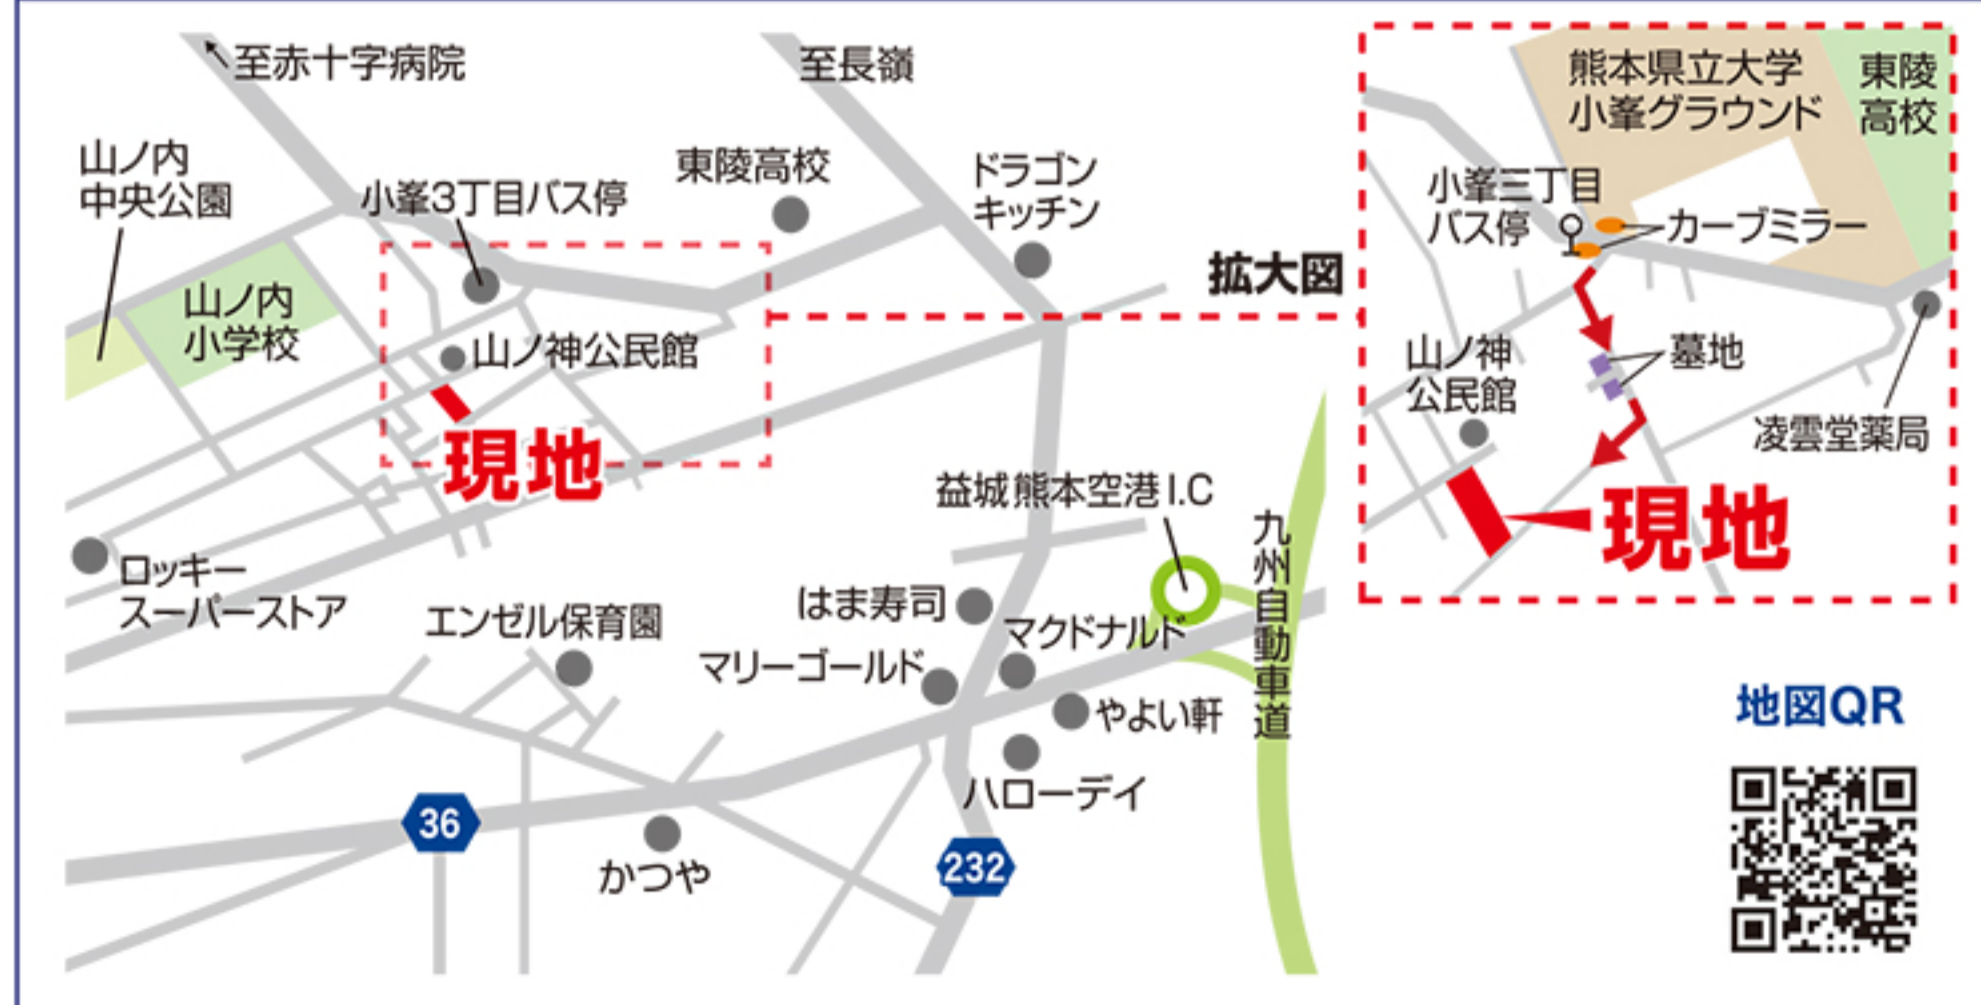 至赤十字病院
至長嶺
山ノ内
中央公園
小峯3丁目バス停
東陵高校
ドラゴン
キッチン
山ノ内
小学校
山ノ神公民館
現地
ロッキー
スーパーストア
エンゼル保育園
はま寿司
マリーゴールド
マクドナルド
やよい軒
ハローデイ
益城熊本空港I.C
九州自動車道
36
かつや
232
拡大図
熊本県立大学
小峯グラウンド
東陵
高校
小峯三丁目
バス停
カーブミラー
山ノ神
公民館
墓地
凌雲堂薬局
現地
地図QR